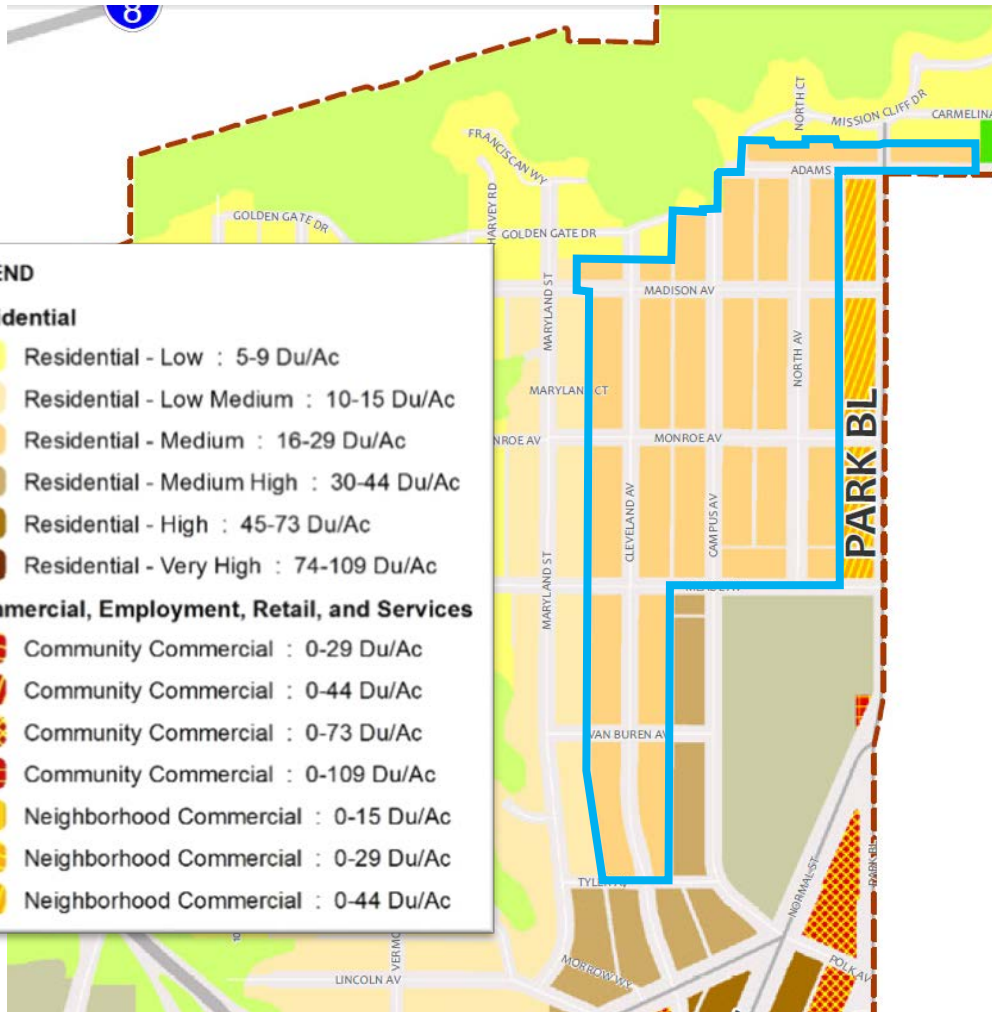 8
NORTH CT
MISSION CLIFF DR
CARMELINA
FRANCISCAN WY
ADAMS
HARVEY RD
GOLDEN GATE DR
GOLDEN GATE DR
MARYLAND ST
MADISON AV
NORTH AV
MARYLAND CT
PARK BL
NROE AV
MONROE AV
CLEVELAND AV
CAMPUS AV
MARYLAND ST
VAN BUREN AV
NORMAL ST
PARK BL
POLK AV
MORROW WY
LINCOLN AV
VERMO
END
idential
Residential - Low : 5-9 Du/Ac
Residential - Low Medium : 10-15 Du/Ac
Residential - Medium : 16-29 Du/Ac
Residential - Medium High : 30-44 Du/Ac
Residential - High : 45-73 Du/Ac
Residential - Very High : 74-109 Du/Ac
mmercial, Employment, Retail, and Services
Community Commercial : 0-29 Du/Ac
Community Commercial : 0-44 Du/Ac
Community Commercial : 0-73 Du/Ac
Community Commercial : 0-109 Du/Ac
Neighborhood Commercial : 0-15 Du/Ac
Neighborhood Commercial : 0-29 Du/Ac
Neighborhood Commercial : 0-44 Du/Ac